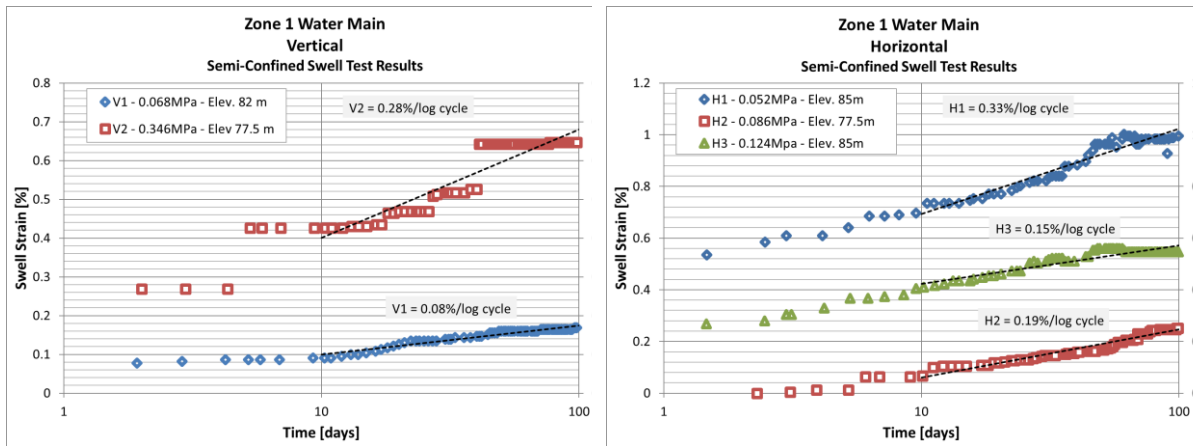 Zone 1 Water Main
Vertical
Semi-Confined Swell Test Results
V1 - 0.068MPa - Elev. 82 m
V2 - 0.346MPa - Elev 77.5 m
V2 = 0.28%/log cycle
V1 = 0.08%/log cycle
Swell Strain [%]
0.8
0.7
0.6
0.5
0.4
0.3
0.2
0.1
0
1
10
100
Time [days]
Zone 1 Water Main
Horizontal
Semi-Confined Swell Test Results
H1 - 0.052MPa - Elev. 85m
H2 - 0.086MPa - Elev. 77.5m
H3 - 0.124Mpa - Elev. 85m
H1 = 0.33%/log cycle
H3 = 0.15%/log cycle
H2 = 0.19%/log cycle
Swell Strain [%]
1.2
1
0.8
0.6
0.4
0.2
0
1
10
100
Time [days]